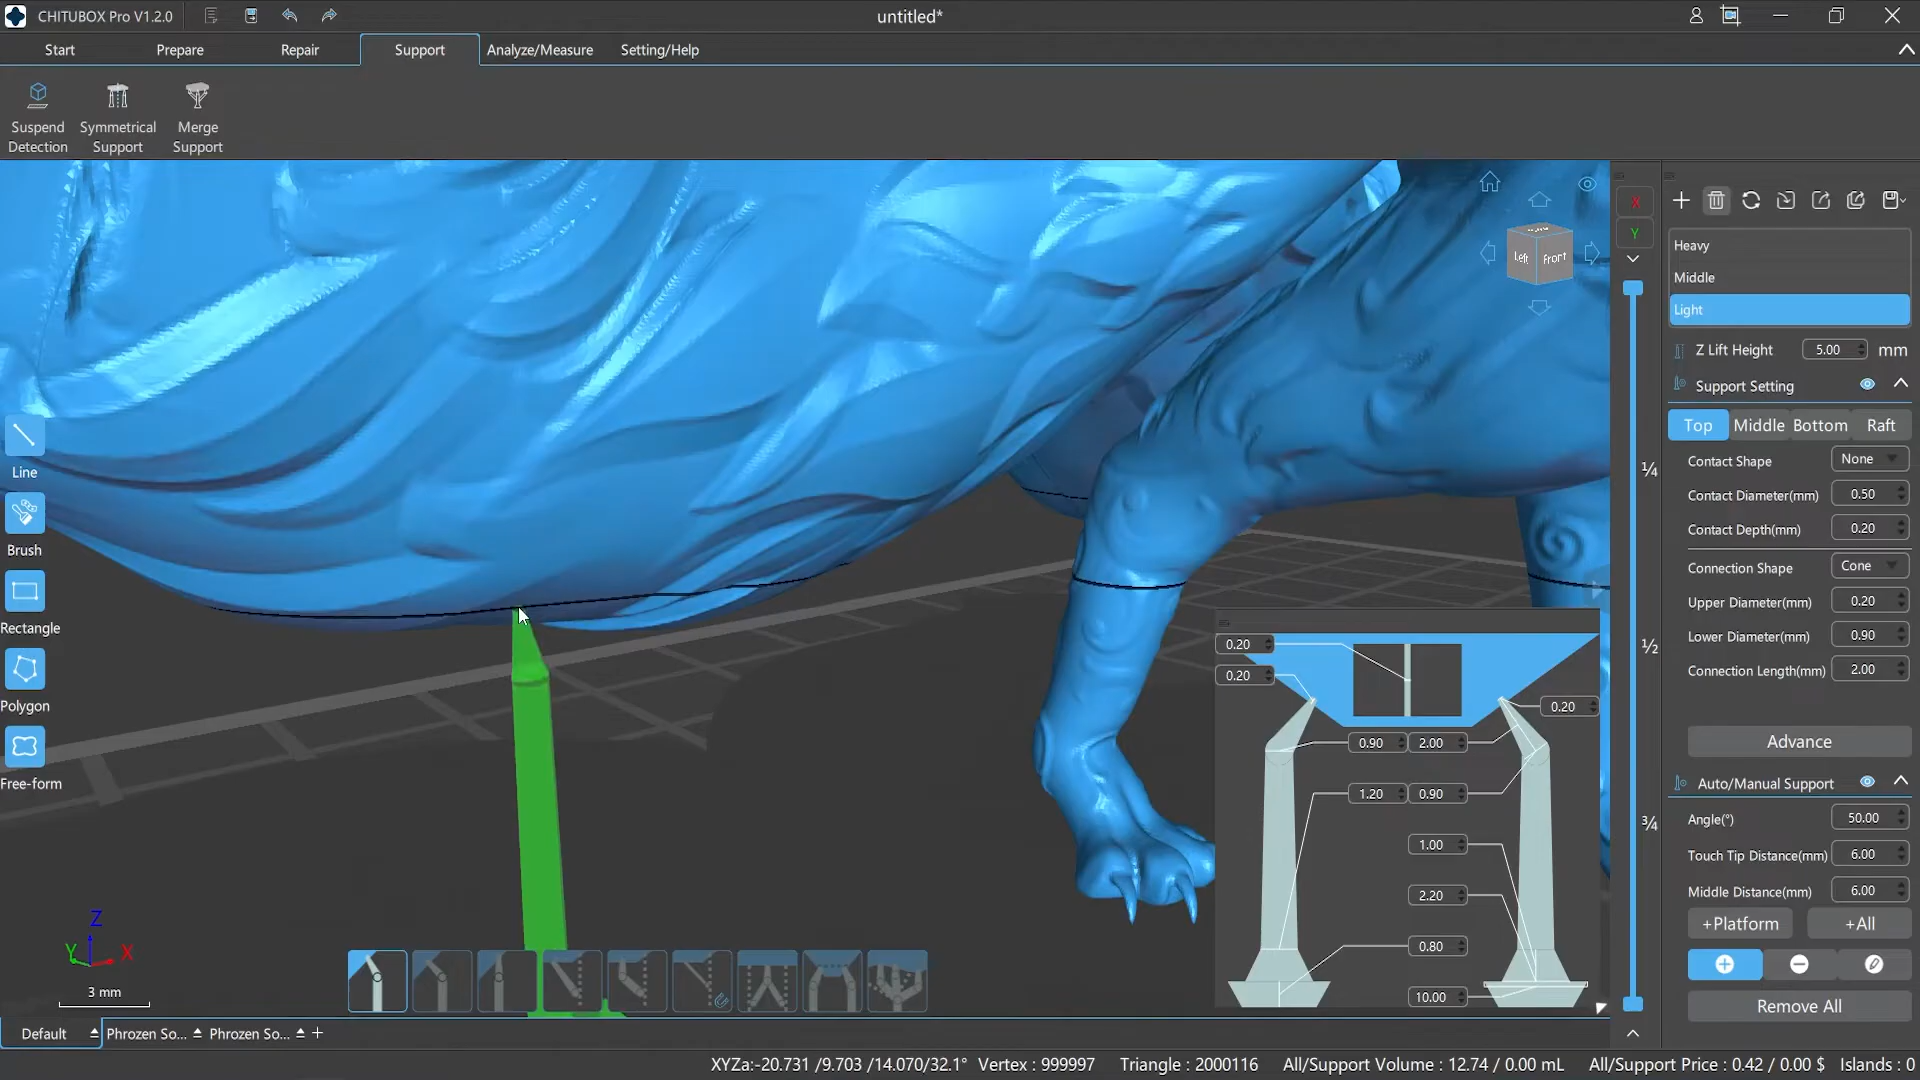 CHITUBOX Pro V1.2.0
untitled*
Start
Prepare
Repair
Support
Analyze/Measure
Setting/Help
Suspend
Detection
Symmetrical
Support
Merge
Support
Line
Brush
Rectangle
Polygon
Free-form
Left
Front
X
Y
1/4
1/2
3/4
Heavy
Middle
Light
Z Lift Height 5.00 mm
Support Setting
Top Middle Bottom Raft
Contact Shape None
Contact Diameter(mm) 0.50
Contact Depth(mm) 0.20
Connection Shape Cone
Upper Diameter(mm) 0.20
Lower Diameter(mm) 0.90
Connection Length(mm) 2.00
Advance
Auto/Manual Support
Angle(°) 50.00
Touch Tip Distance(mm) 6.00
Middle Distance(mm) 6.00
+Platform +All
Remove All
0.20
0.20
0.20
0.90 2.00
1.20 0.90
1.00
2.20
0.80
10.00
Z
Y X
3 mm
Default
Phrozen So...
Phrozen So...
XYZa:-20.731 /9.703 /14.070/32.1° Vertex : 999997 Triangle : 2000116 All/Support Volume : 12.74 / 0.00 mL All/Support Price : 0.42 / 0.00 $ Islands : 0